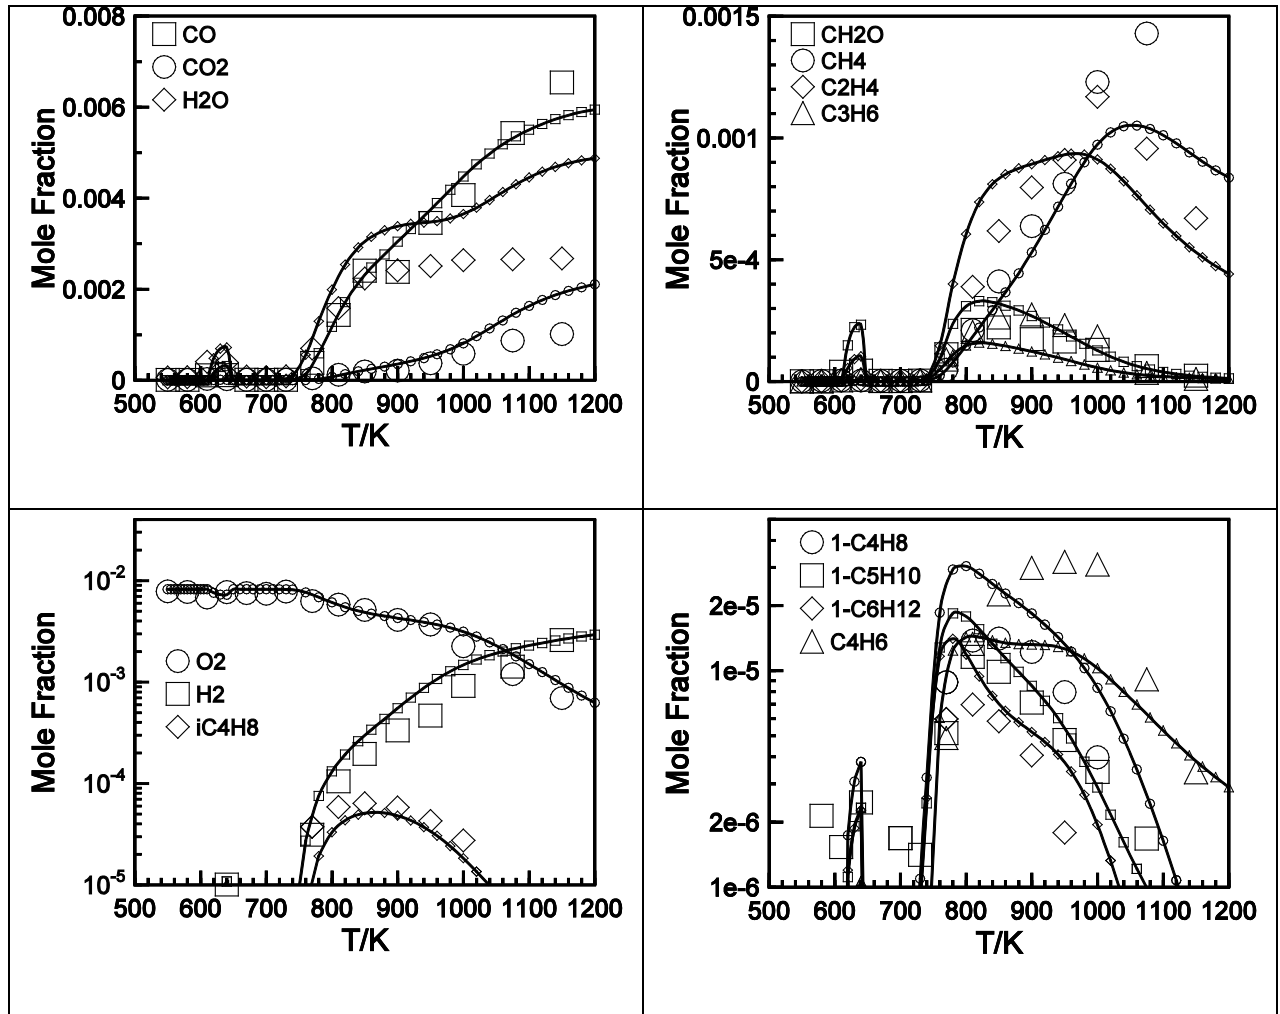 0.008
0.006
0.004
0.002
0
Mole Fraction
CO
CO2
H2O
500 600 700 800 900 1000 1100 1200
T/K
0.0015
0.001
5e-4
0
Mole Fraction
CH2O
CH4
C2H4
C3H6
500 600 700 800 900 1000 1100 1200
T/K
10-2
10-3
10-4
10-5
Mole Fraction
O2
H2
iC4H8
500 600 700 800 900 1000 1100 1200
T/K
2e-5
1e-5
2e-6
1e-6
Mole Fraction
1-C4H8
1-C5H10
1-C6H12
C4H6
500 600 700 800 900 1000 1100 1200
T/K